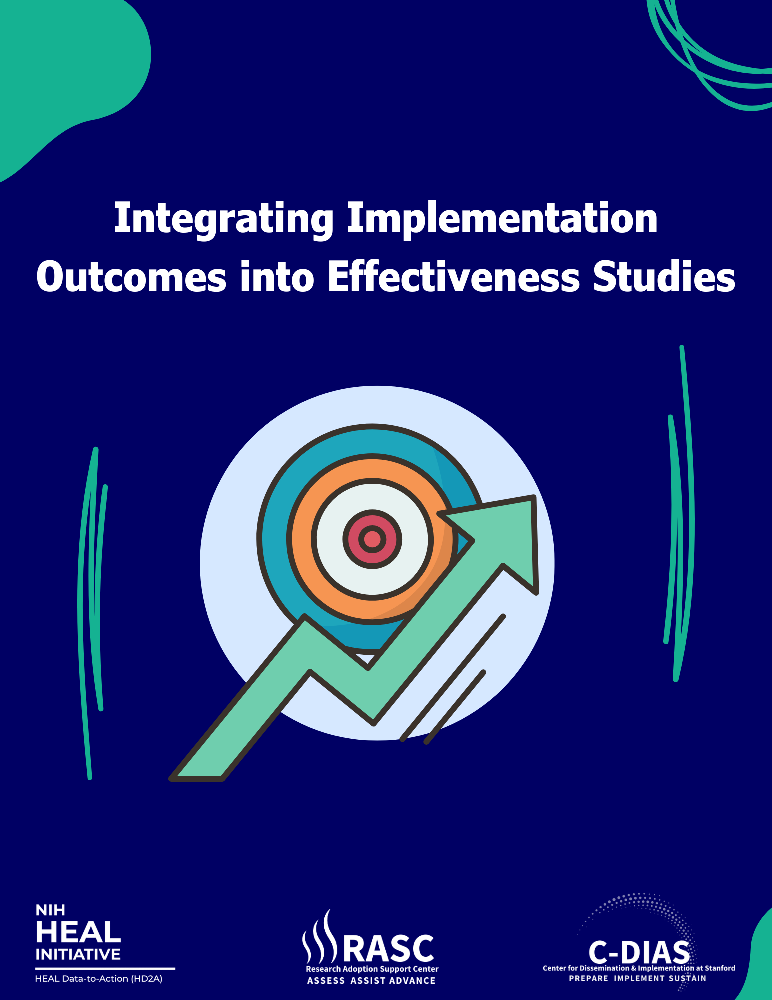 Integrating Implementation
Outcomes into Effectiveness Studies
NIH
HEAL
INITIATIVE
HEAL Data-to-Action (HD2A)
RASC
Research Adoption Support Center
ASSESS ASSIST ADVANCE
C-DIAS
Center for Dissemination & Implementation at Stanford
PREPARE IMPLEMENT SUSTAIN